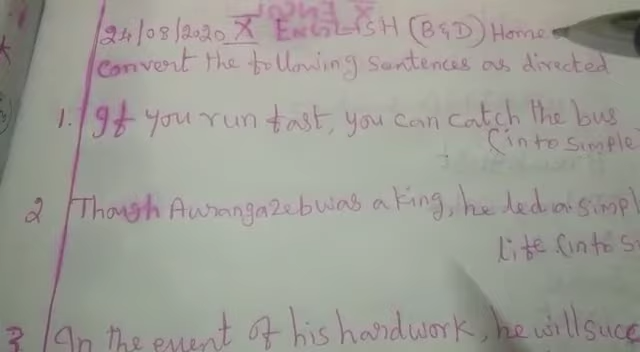 24/08/2020 X ENGLISH (B&D) Home
Convert the following sentences as directed
1. If you run fast, you can catch the bus
(into simple
2 Though Aurangazeb was a king, he led a simpl
life (into s
3 In the event of his hardwork, he will succ